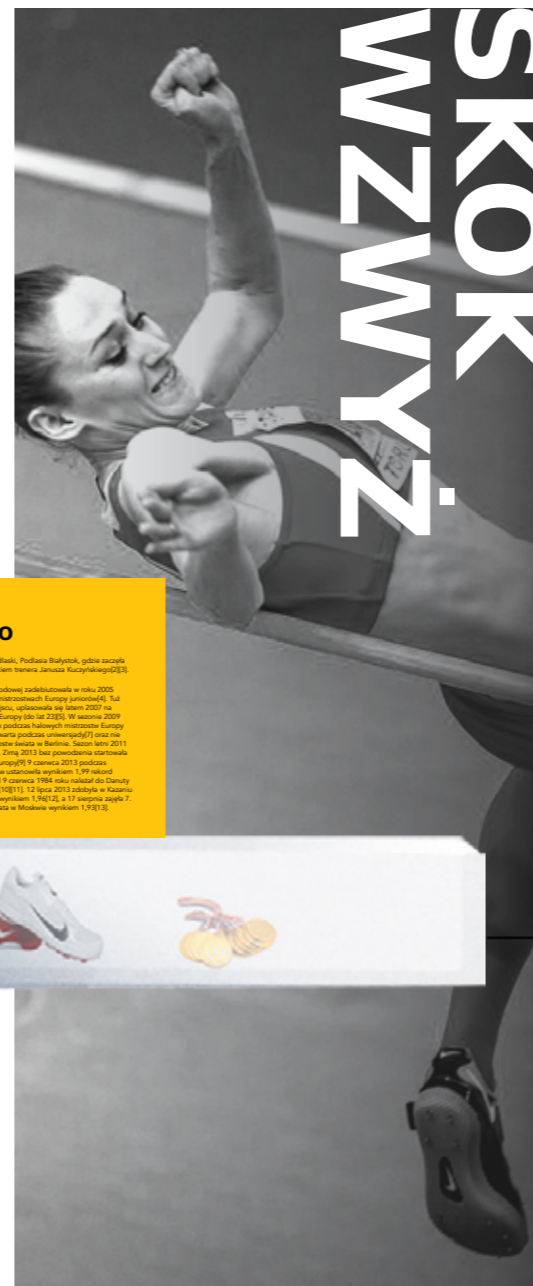 SKOK
WZWYŻ
o
dlaski, Podlasia Białystok, gdzie zaczęła
kiem trenera Janusza Kuczyńskiego[2][3].
odowej zadebiutowała w roku 2005
mistrzostwach Europy juniorów[4]. Tuż
ejscu, uplasowała się latem 2007 na
Europy (do lat 23)[5]. W sezonie 2009
podczas halowych mistrzostw Europy
warta podczas uniwersjady[7] oraz nie
ostw świata w Berlinie. Sezon letni 2011
. Zimą 2013 bez powodzenia startowała
uropy[9] 9 czerwca 2013 podczas
w ustanowiła wynikiem 1,99 rekord
d 9 czerwca 1984 roku należał do Danuty
[10][11]. 12 lipca 2013 zdobyła w Kazaniu
wynikiem 1,96[12], a 17 sierpnia zajęła 7.
ata w Moskwie wynikiem 1,93[13].